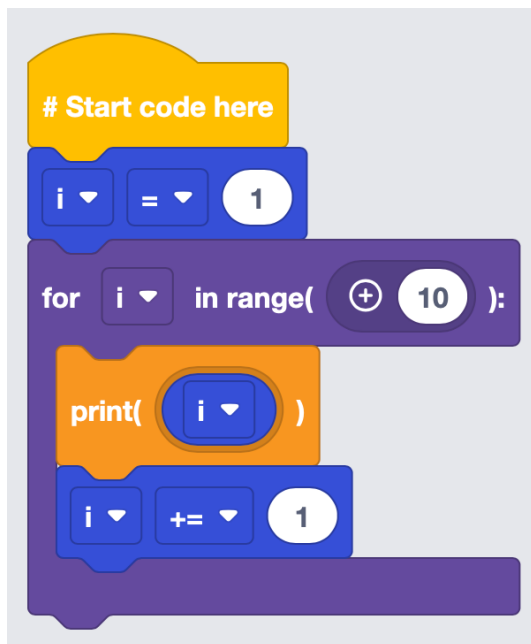 # Start code here
i = 1
for i in range( 10 ):
print( i )
i += 1